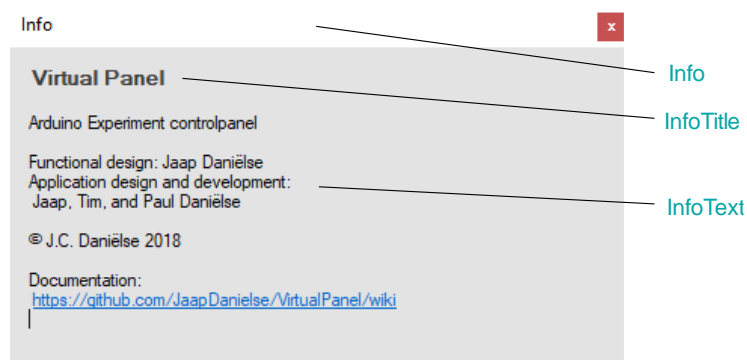 Info
x
Virtual Panel
Info
InfoTitle
Arduino Experiment controlpanel
Functional design: Jaap Daniëlse
Application design and development:
Jaap, Tim, and Paul Daniëlse
InfoText
© J.C. Daniëlse 2018
Documentation:
https://github.com/JaapDanielse/VirtualPanel/wiki